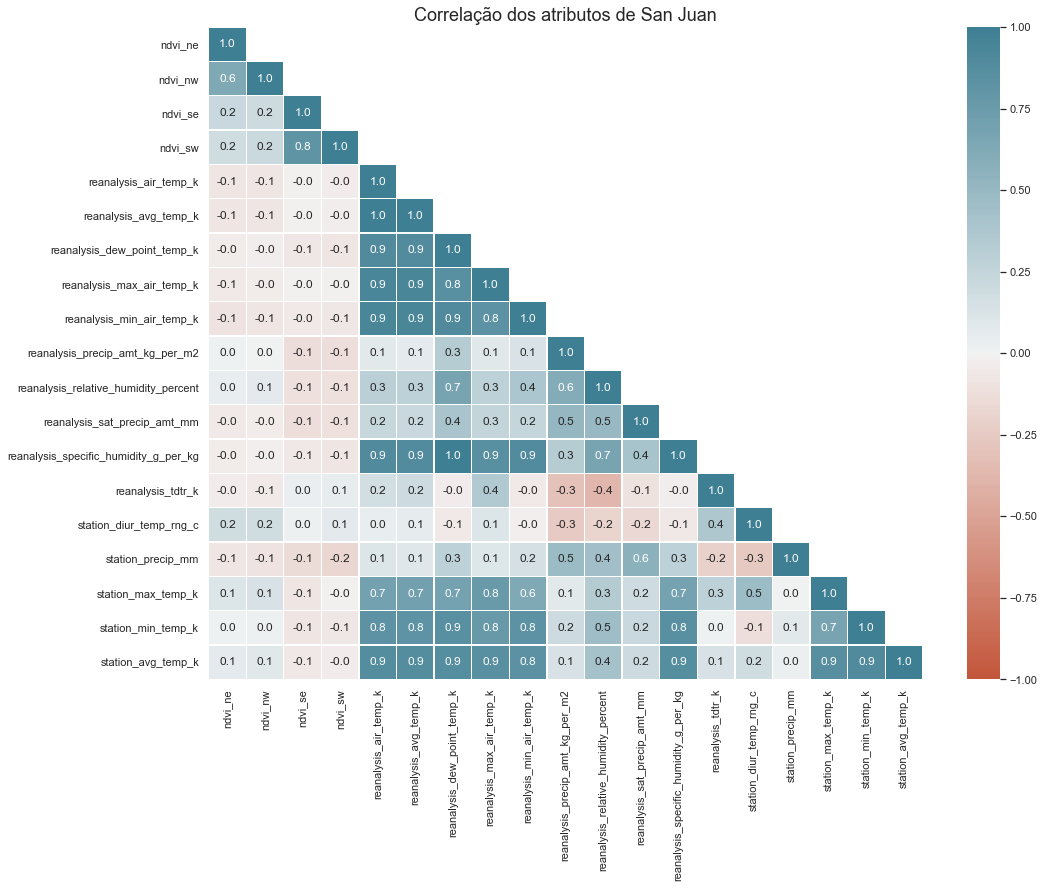 Correlação dos atributos de San Juan
ndvi_ne 1.0
ndvi_nw 0.6 1.0
ndvi_se 0.2 0.2 1.0
ndvi_sw 0.2 0.2 0.8 1.0
reanalysis_air_temp_k -0.1 -0.1 -0.0 -0.0 1.0
reanalysis_avg_temp_k -0.1 -0.1 -0.0 -0.0 1.0 1.0
reanalysis_dew_point_temp_k -0.0 -0.0 -0.1 -0.1 0.9 0.9 1.0
reanalysis_max_air_temp_k -0.1 -0.0 -0.0 -0.0 0.9 0.9 0.8 1.0
reanalysis_min_air_temp_k -0.1 -0.1 -0.0 -0.1 0.9 0.9 0.9 0.8 1.0
reanalysis_precip_amt_kg_per_m2 0.0 0.0 -0.1 -0.1 0.1 0.1 0.3 0.1 0.1 1.0
reanalysis_relative_humidity_percent 0.0 0.1 -0.1 -0.1 0.3 0.3 0.7 0.3 0.4 0.6 1.0
reanalysis_sat_precip_amt_mm -0.0 -0.0 -0.1 -0.1 0.2 0.2 0.4 0.3 0.2 0.5 0.5 1.0
reanalysis_specific_humidity_g_per_kg -0.0 -0.0 -0.1 -0.1 0.9 0.9 1.0 0.9 0.9 0.3 0.7 0.4 1.0
reanalysis_tdtr_k -0.0 -0.1 0.0 0.1 0.2 0.2 -0.0 0.4 -0.0 -0.3 -0.4 -0.1 -0.0 1.0
station_diur_temp_rng_c 0.2 0.2 0.0 0.1 0.0 0.1 -0.1 0.1 -0.0 -0.3 -0.2 -0.2 -0.1 0.4 1.0
station_precip_mm -0.1 -0.1 -0.1 -0.2 0.1 0.1 0.3 0.1 0.2 0.5 0.4 0.6 0.3 -0.2 -0.3 1.0
station_max_temp_k 0.1 0.1 -0.1 -0.0 0.7 0.7 0.7 0.8 0.6 0.1 0.3 0.2 0.7 0.3 0.5 0.0 1.0
station_min_temp_k 0.0 0.0 -0.1 -0.1 0.8 0.8 0.9 0.8 0.8 0.2 0.5 0.2 0.8 0.0 -0.1 0.1 0.7 1.0
station_avg_temp_k 0.1 0.1 -0.1 -0.0 0.9 0.9 0.9 0.9 0.8 0.1 0.4 0.2 0.9 0.1 0.2 0.0 0.9 0.9 1.0
ndvi_ne
ndvi_nw
ndvi_se
ndvi_sw
reanalysis_air_temp_k
reanalysis_avg_temp_k
reanalysis_dew_point_temp_k
reanalysis_max_air_temp_k
reanalysis_min_air_temp_k
reanalysis_precip_amt_kg_per_m2
reanalysis_relative_humidity_percent
reanalysis_sat_precip_amt_mm
reanalysis_specific_humidity_g_per_kg
reanalysis_tdtr_k
station_diur_temp_rng_c
station_precip_mm
station_max_temp_k
station_min_temp_k
station_avg_temp_k
1.00
0.75
0.50
0.25
0.00
−0.25
−0.50
−0.75
−1.00